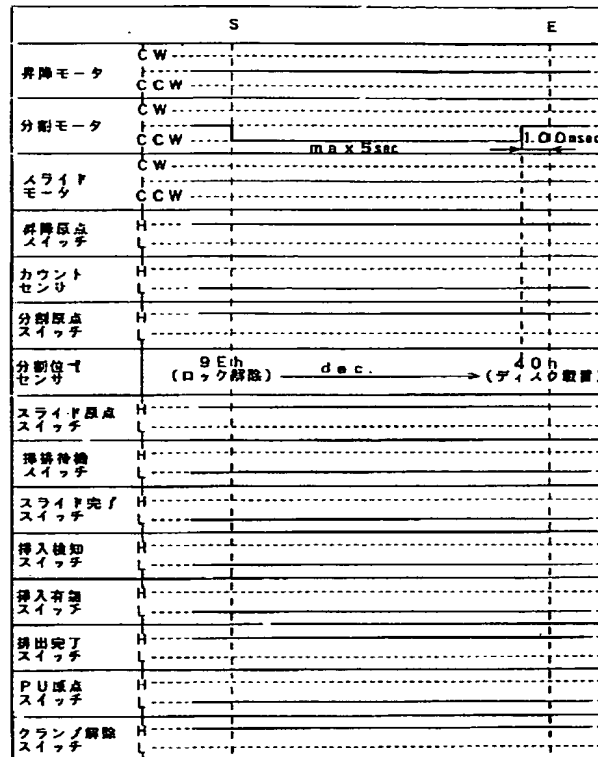 S E
CW
昇降モータ
CCW
CW
分割モータ
CCW
max5sec
100msec
CW
スライド
モータ
CCW
昇降原点 H
スイッチ L
カウント H
センサ L
分割原点 H
スイッチ L
分割位置 9Eh dec. 40h
センサ (ロック解除) (ディスク載置)
スライド原点 H
スイッチ L
挿排待機 H
スイッチ L
スライド完了 H
スイッチ L
挿入検知 H
スイッチ L
挿入有無 H
スイッチ L
排出完了 H
スイッチ L
PU原点 H
スイッチ L
クランプ解除 H
スイッチ L